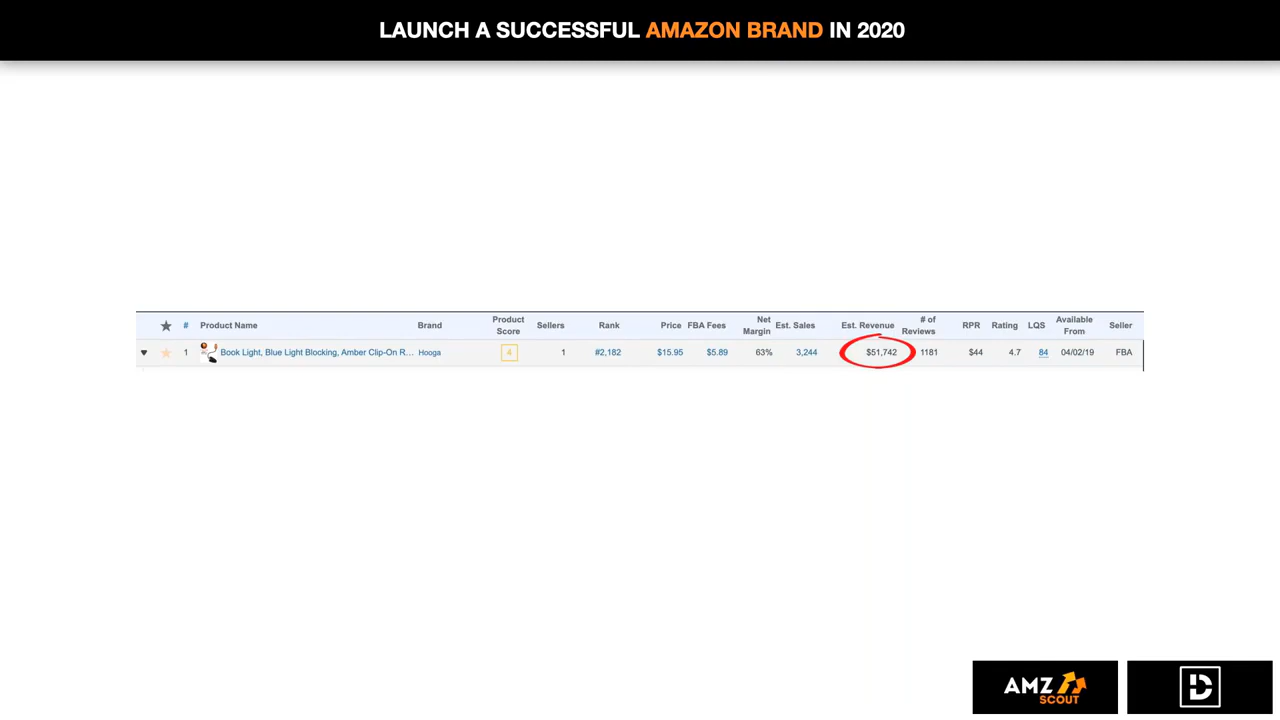 LAUNCH A SUCCESSFUL AMAZON BRAND IN 2020
# Product Name Brand Product Score Sellers Rank Price FBA Fees Net Margin Est. Sales Est. Revenue # of Reviews RPR Rating LQS Available From Seller
1 Book Light, Blue Light Blocking, Amber Clip-On R... Hooga 4 1 #2,182 $15.95 $5.89 63% 3,244 $51,742 1181 $44 4.7 84 04/02/19 FBA
AMZ
SCOUT